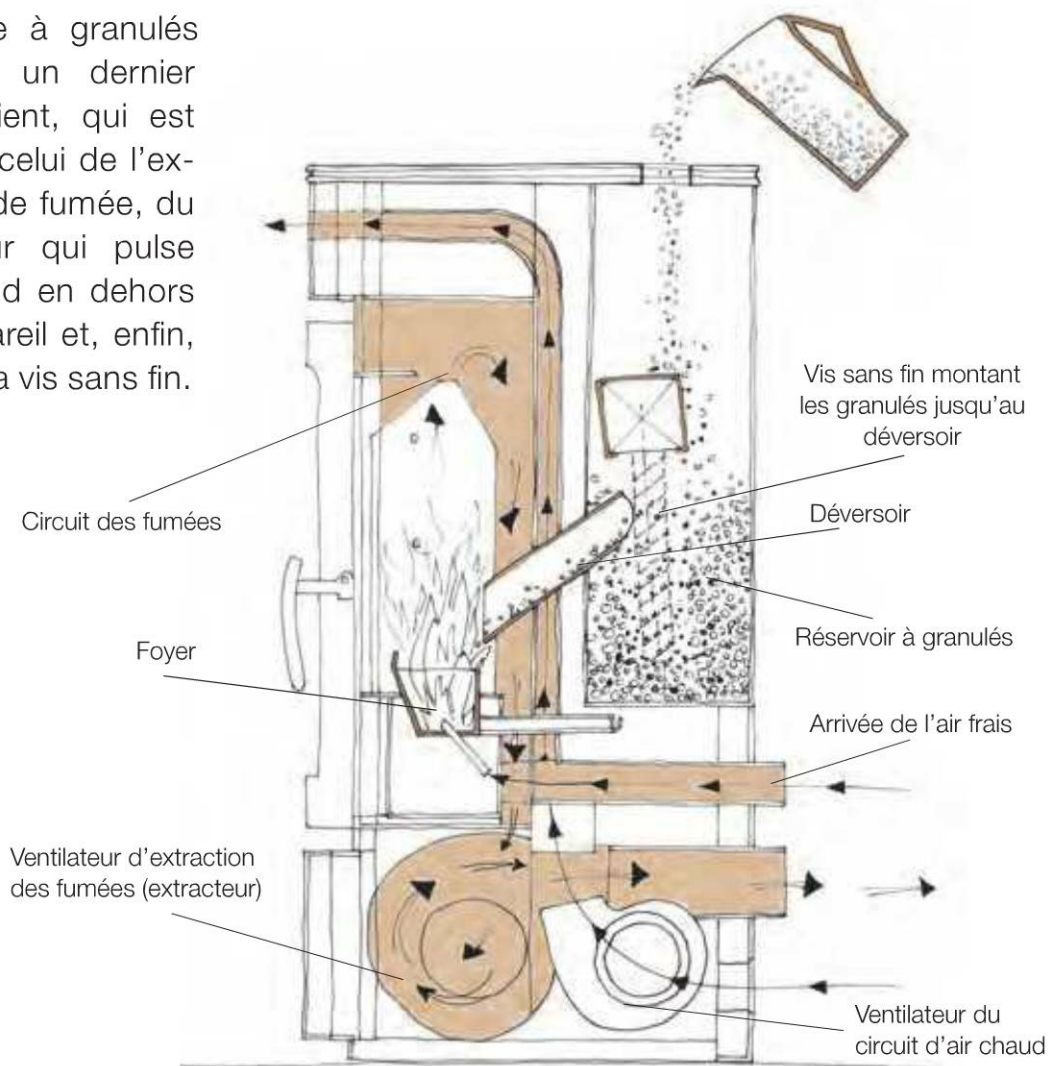 e à granulés
un dernier
ient, qui est
celui de l'ex-
de fumée, du
ur qui pulse
d en dehors
areil et, enfin,
a vis sans fin.
Vis sans fin montant
les granulés jusqu'au
déversoir
Circuit des fumées
Déversoir
Foyer
Réservoir à granulés
Arrivée de l'air frais
Ventilateur d'extraction
des fumées (extracteur)
Ventilateur du
circuit d'air chaud